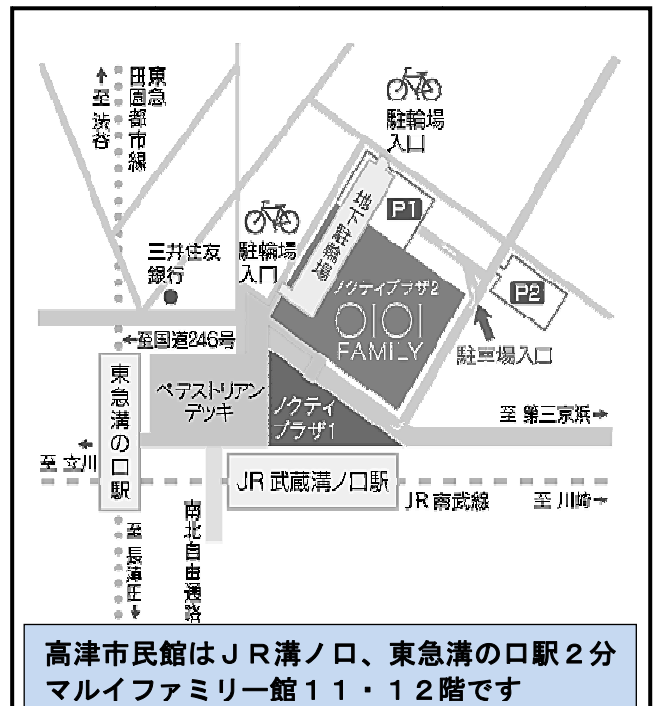 東急
田園都市線
↑至渋谷
駐輪場
入口
地下駐輪場
P1
三井住友
銀行
駐輪場
入口
ノクティプラザ2
OIOI
FAMILY
P2
駐車場入口
←至国道246号
東急溝の口駅
ペデストリアン
デッキ
ノクティ
プラザ1
至 第三京浜→
←
至 立川
JR 武蔵溝ノ口駅
JR 南武線
至 川崎→
南北自由通路
至長津田↓
高津市民館はJR溝ノ口、東急溝の口駅2分
マルイファミリー館11・12階です